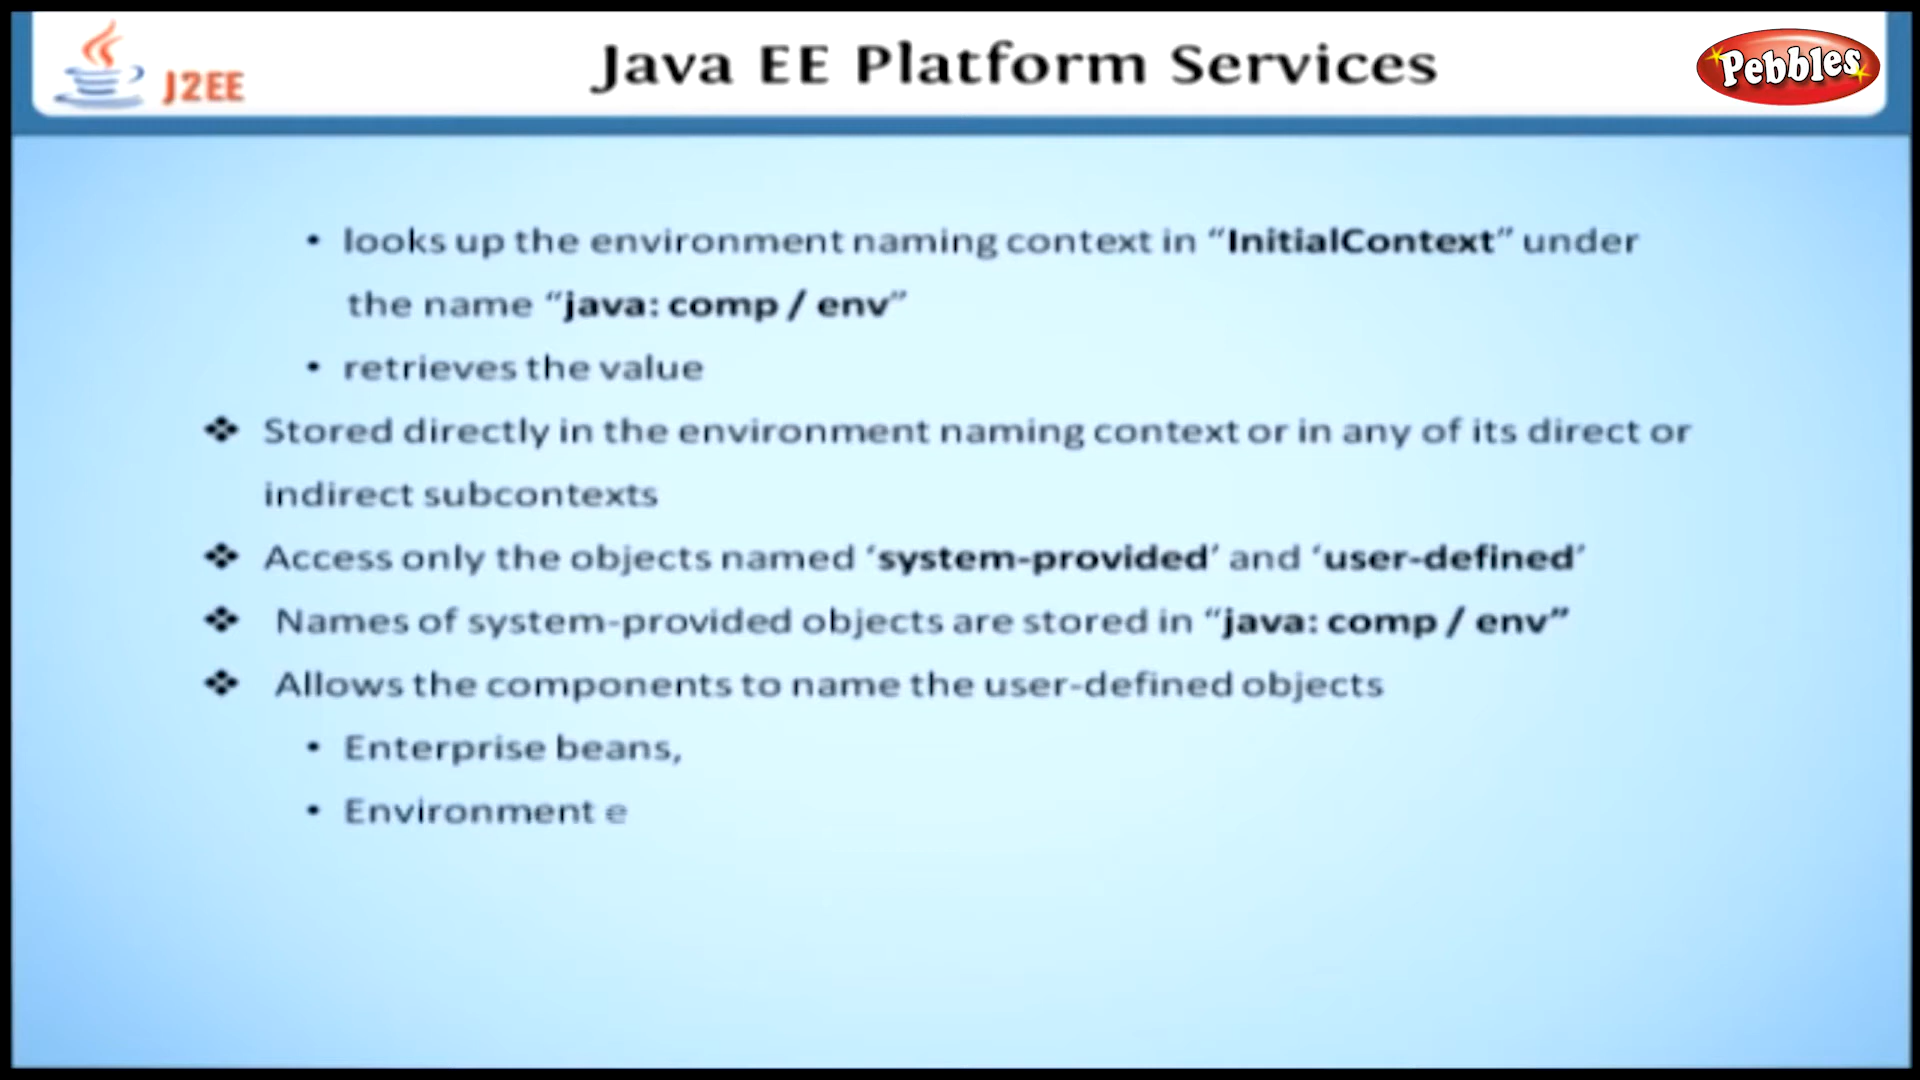 J2EE
Java EE Platform Services
Pebbles
• looks up the environment naming context in “InitialContext” under
the name “java: comp / env”
• retrieves the value
❖ Stored directly in the environment naming context or in any of its direct or
indirect subcontexts
❖ Access only the objects named ‘system-provided’ and ‘user-defined’
❖ Names of system-provided objects are stored in “java: comp / env”
❖ Allows the components to name the user-defined objects
• Enterprise beans,
• Environment e